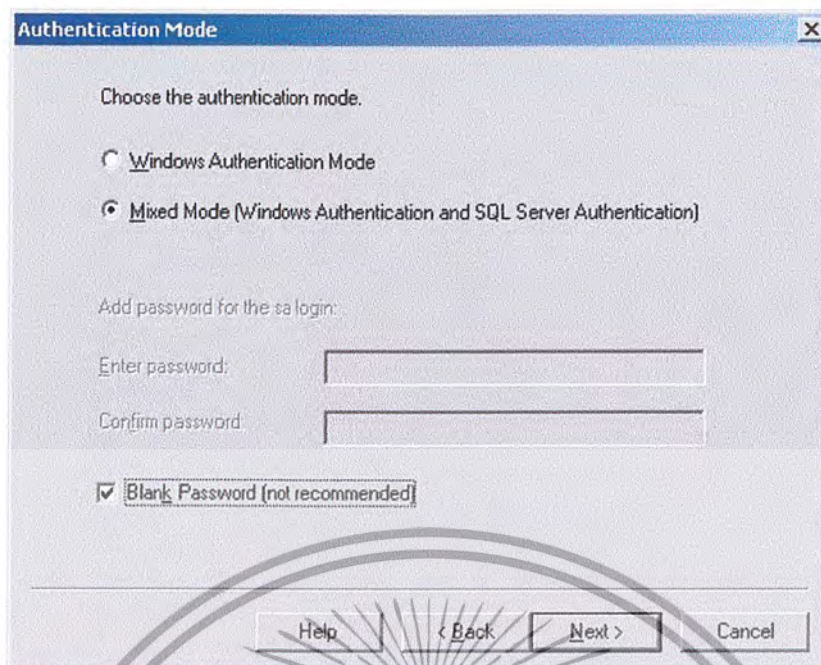 Authentication Mode
Choose the authentication mode.
Windows Authentication Mode
Mixed Mode (Windows Authentication and SQL Server Authentication)
Add password for the sa login:
Enter password:
Confirm password:
Blank Password (not recommended)
Help
< Back
Next >
Cancel